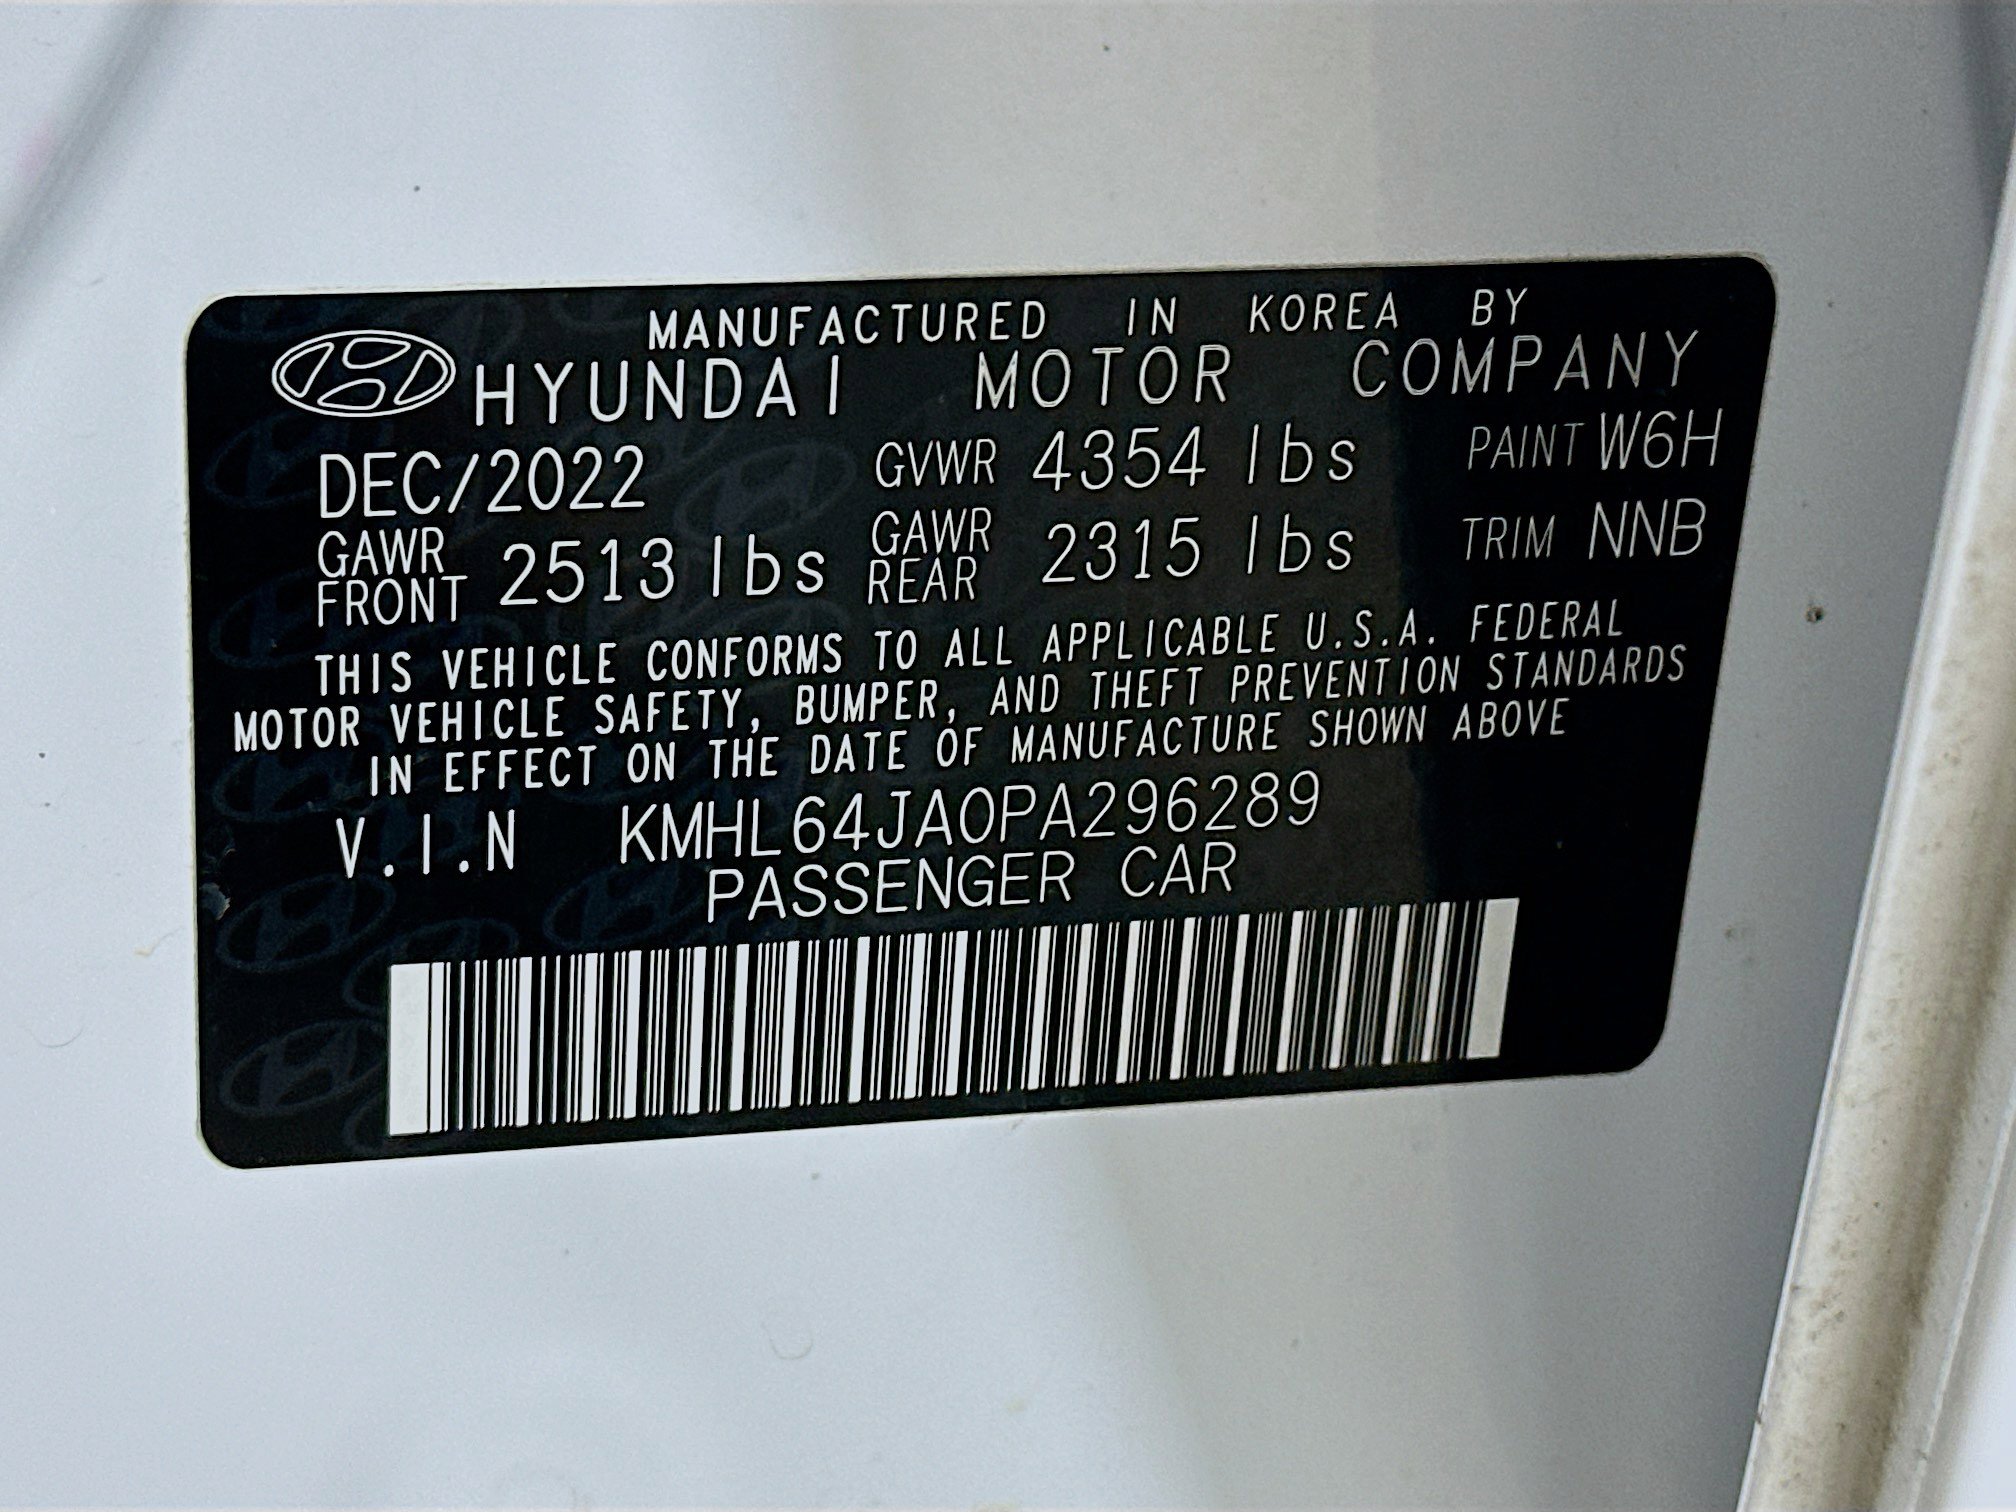 MANUFACTURED IN KOREA BY
HYUNDAI MOTOR COMPANY
DEC/2022 GVWR 4354 lbs PAINT W6H
GAWR FRONT 2513 lbs GAWR REAR 2315 lbs TRIM NNB
THIS VEHICLE CONFORMS TO ALL APPLICABLE U.S.A. FEDERAL
MOTOR VEHICLE SAFETY, BUMPER, AND THEFT PREVENTION STANDARDS
IN EFFECT ON THE DATE OF MANUFACTURE SHOWN ABOVE
V.I.N KMHL64JA0PA296289
PASSENGER CAR